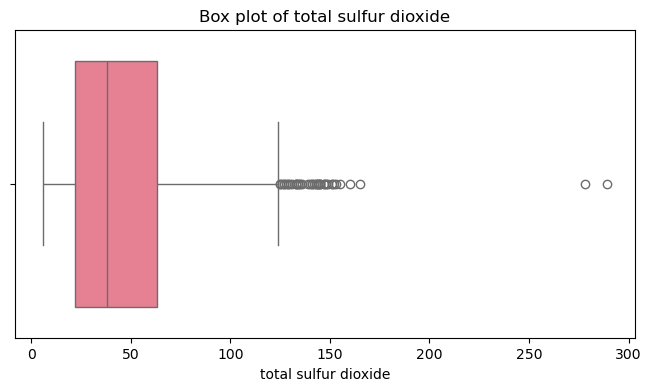 Box plot of total sulfur dioxide
0 50 100 150 200 250 300
total sulfur dioxide